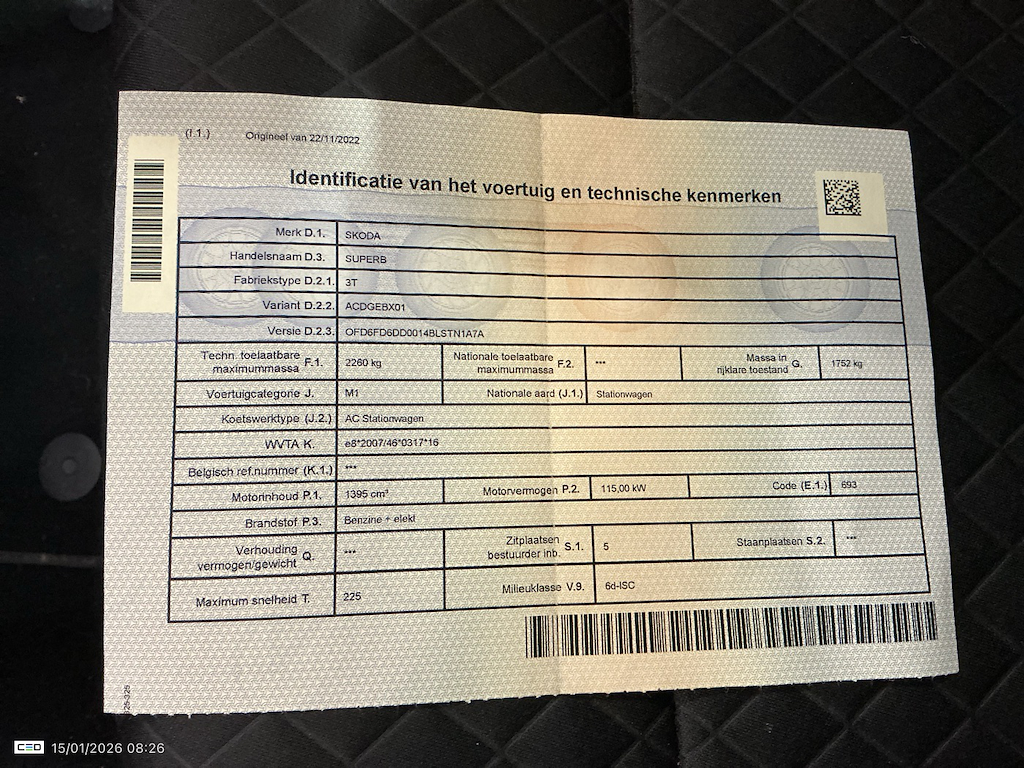 (I.1.) Origineel van 22/11/2022
Identificatie van het voertuig en technische kenmerken
Merk D.1. SKODA
Handelsnaam D.3. SUPERB
Fabriekstype D.2.1. 3T
Variant D.2.2. ACDGEBX01
Versie D.2.3. OFD6FD6DD0014BLSTN1A7A
Techn. toelaatbare maximummassa F.1. 2260 kg Nationale toelaatbare maximummassa F.2. *** Massa in rijklare toestand G. 1752 kg
Voertuigcategorie J. M1 Nationale aard (J.1.) Stationwagen
Koetswerktype (J.2.) AC Stationwagen
WVTA K. e8*2007/46*0317*16
Belgisch ref.nummer (K.1.) ***
Motorinhoud P.1. 1395 cm³ Motorvermogen P.2. 115,00 kW Code (E.1.) 693
Brandstof P.3. Benzine + elekt
Verhouding vermogen/gewicht Q. *** Zitplaatsen bestuurder inb. S.1. 5 Staanplaatsen S.2. ***
Maximum snelheid T. 225 Milieuklasse V.9. 6d-ISC
CEO 15/01/2026 08:26